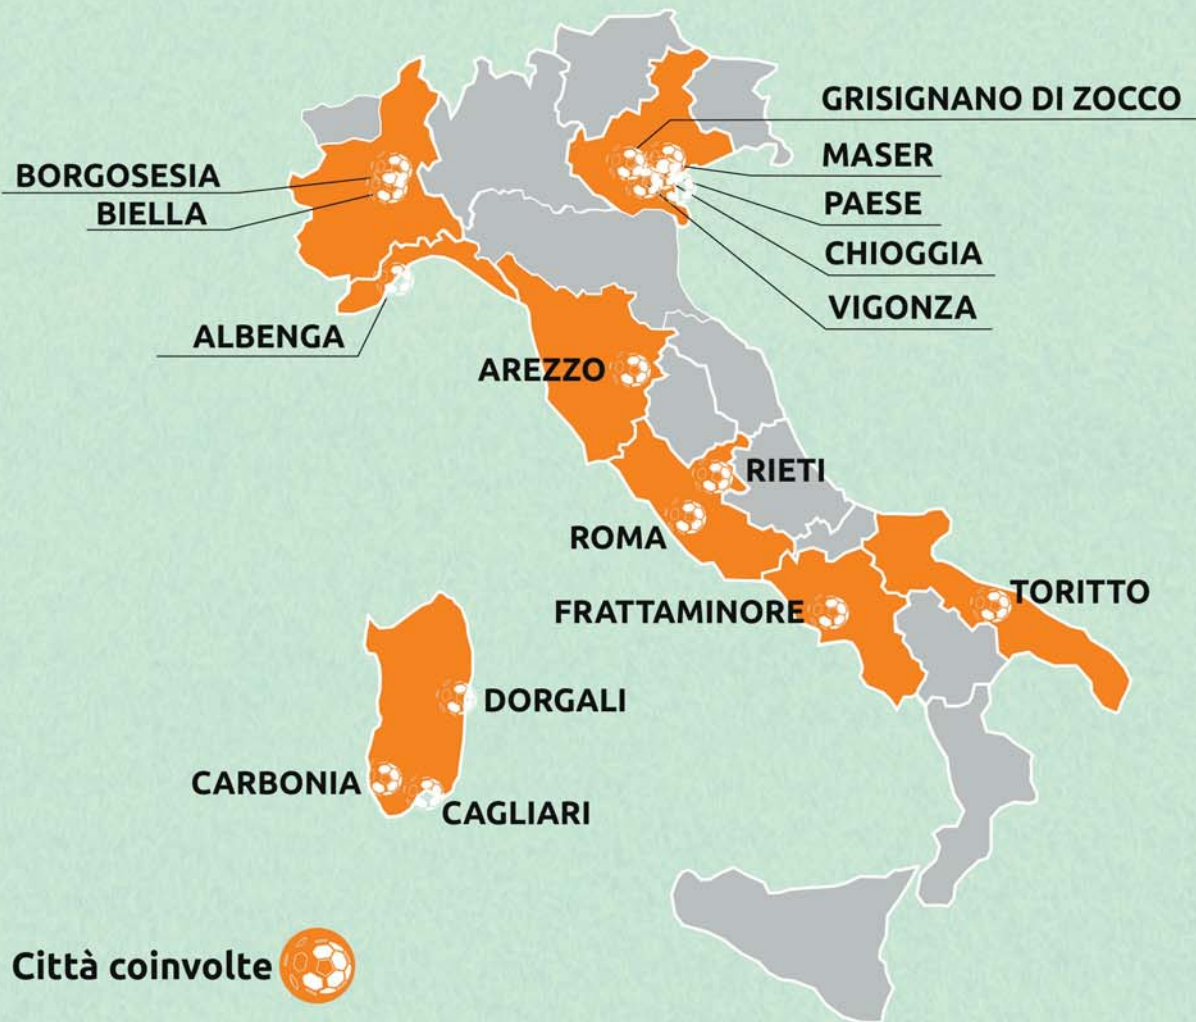 GRISIGNANO DI ZOCCO
MASER
BORGOSESIA
PAESE
BIELLA
CHIOGGIA
VIGONZA
ALBENGA
AREZZO
RIETI
ROMA
TORITTO
FRATTAMINORE
DORGALI
CARBONIA
CAGLIARI
Città coinvolte